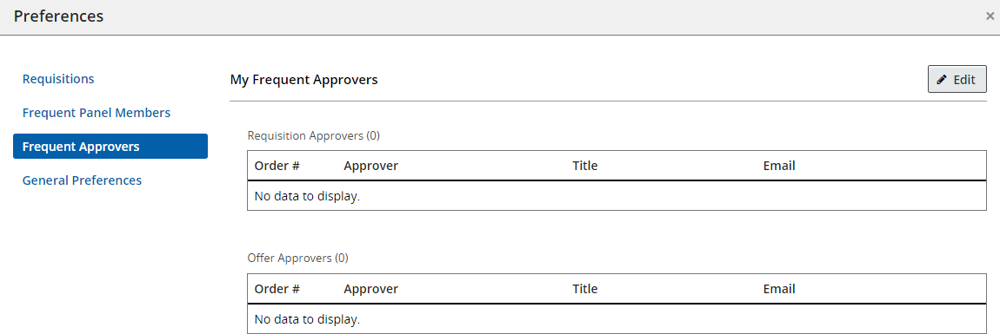 Preferences
×
Requisitions
Frequent Panel Members
Frequent Approvers
General Preferences
My Frequent Approvers
Edit
Requisition Approvers (0)
Order # Approver Title Email
No data to display.
Offer Approvers (0)
Order # Approver Title Email
No data to display.